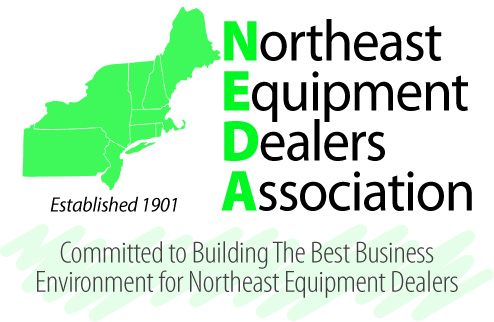 Northeast
Equipment
Dealers
Association
Established 1901
Committed to Building The Best Business
Environment for Northeast Equipment Dealers